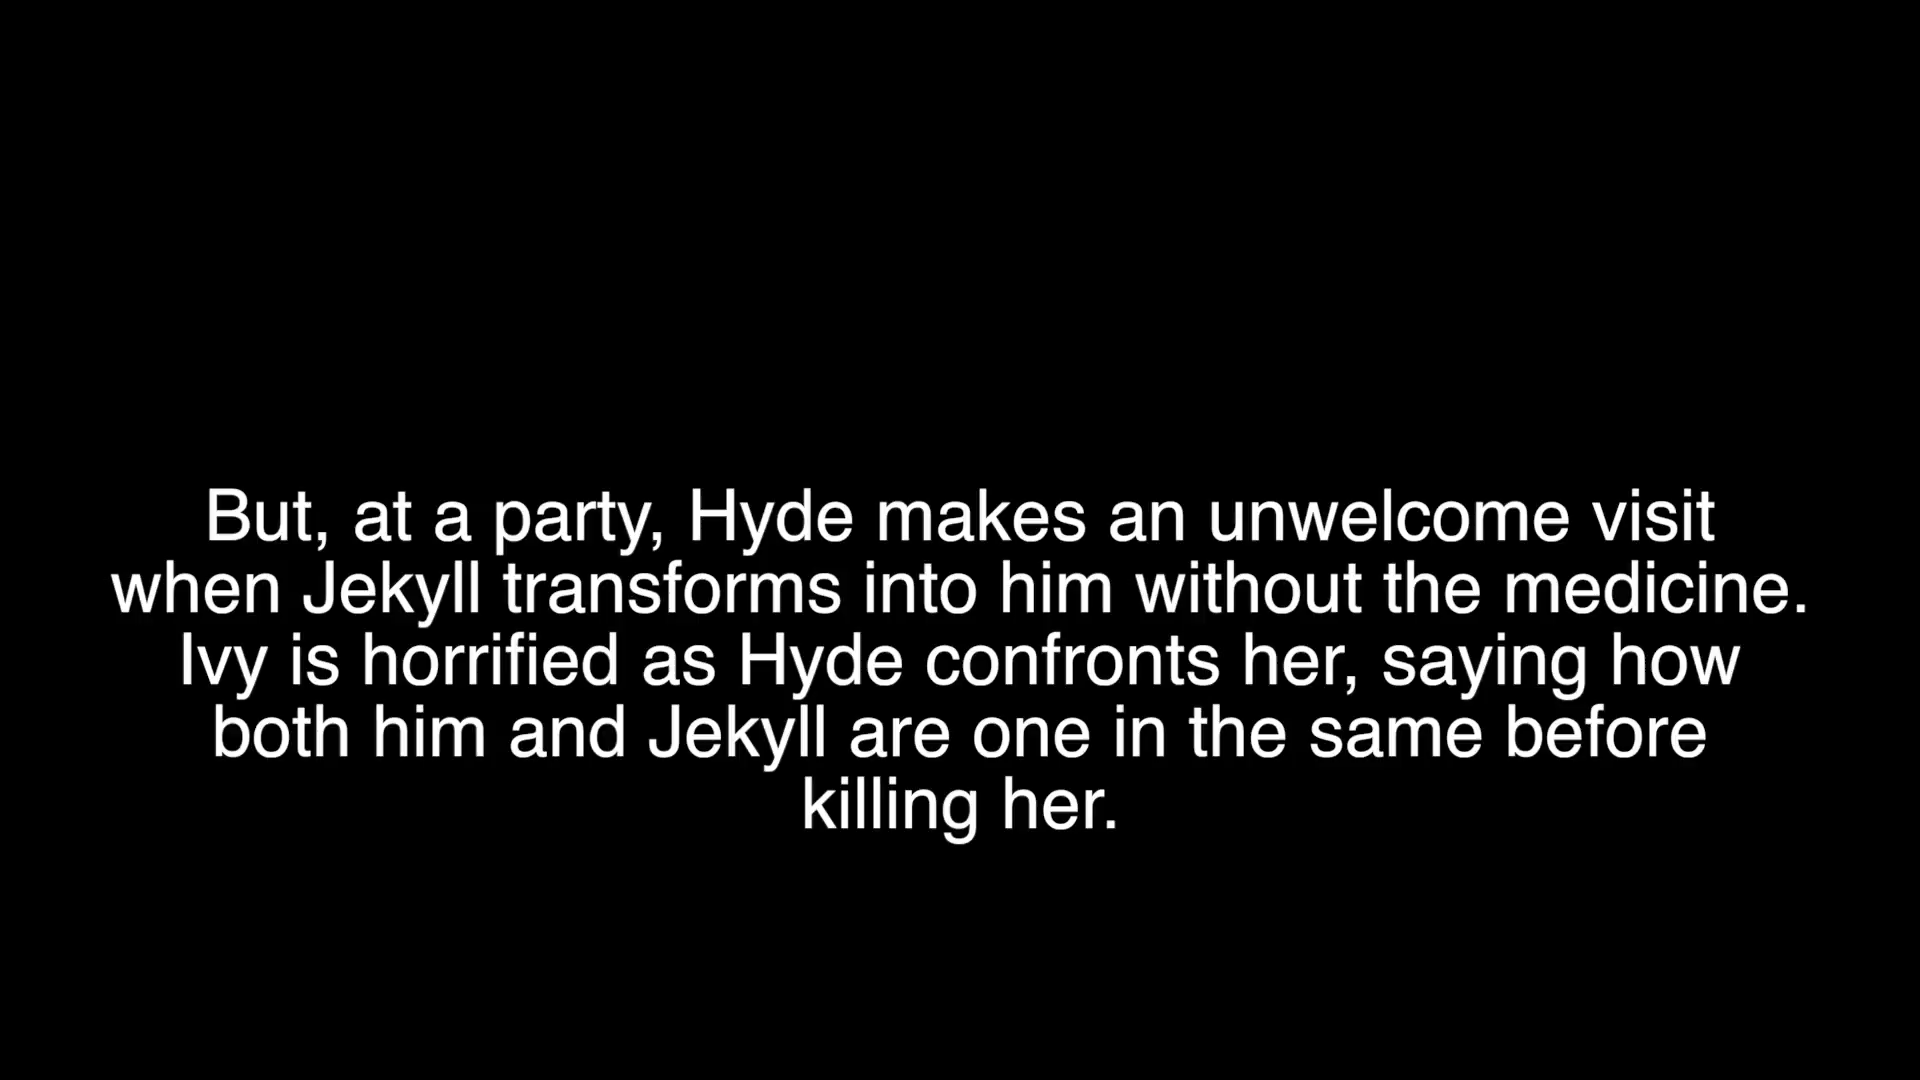 But, at a party, Hyde makes an unwelcome visit
when Jekyll transforms into him without the medicine.
Ivy is horrified as Hyde confronts her, saying how
both him and Jekyll are one in the same before
killing her.